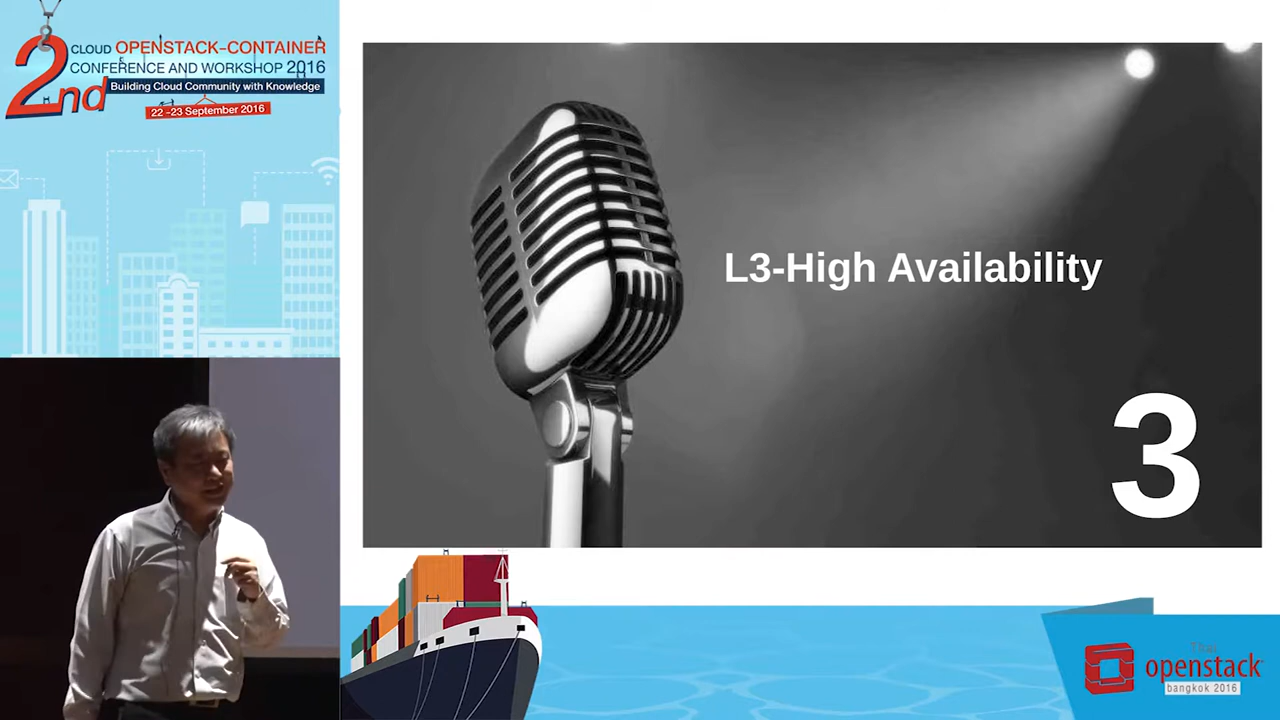 2nd
CLOUD OPENSTACK-CONTAINER
CONFERENCE AND WORKSHOP 2016
Building Cloud Community with Knowledge
22 -23 September 2016
L3-High Availability
3
Thai
openstack
bangkok 2016